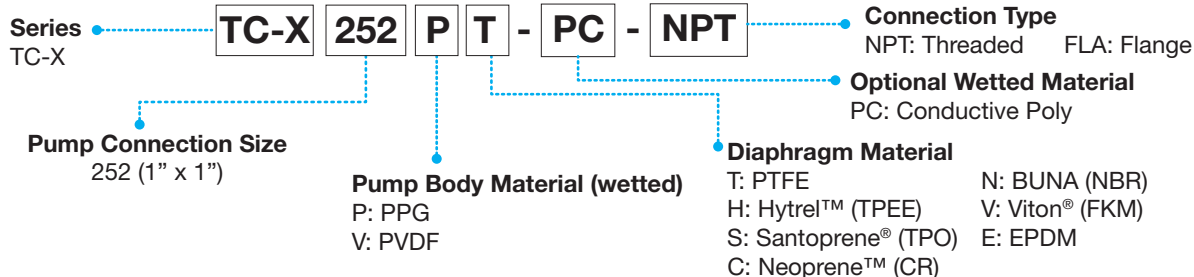 Series
TC-X
TC-X 252 P T - PC - NPT
Connection Type
NPT: Threaded FLA: Flange
Optional Wetted Material
PC: Conductive Poly
Pump Connection Size
252 (1” x 1”)
Pump Body Material (wetted)
P: PPG
V: PVDF
Diaphragm Material
T: PTFE N: BUNA (NBR)
H: Hytrel™ (TPEE) V: Viton® (FKM)
S: Santoprene® (TPO) E: EPDM
C: Neoprene™ (CR)